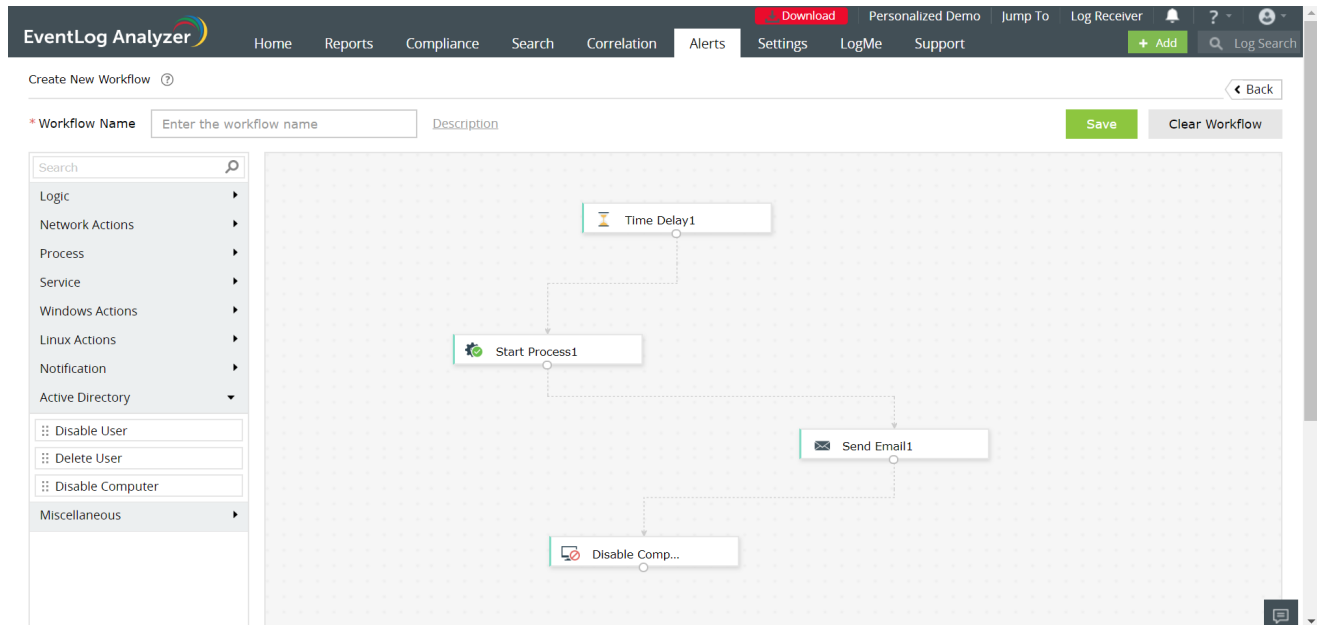 Download Personalized Demo Jump To Log Receiver ?
EventLog Analyzer Home Reports Compliance Search Correlation Alerts Settings LogMe Support + Add Log Search
Create New Workflow ?
Back
* Workflow Name Enter the workflow name Description Save Clear Workflow
Search
Logic
Network Actions
Process
Service
Windows Actions
Linux Actions
Notification
Active Directory
Disable User
Delete User
Disable Computer
Miscellaneous
Time Delay1
Start Process1
Send Email1
Disable Comp...